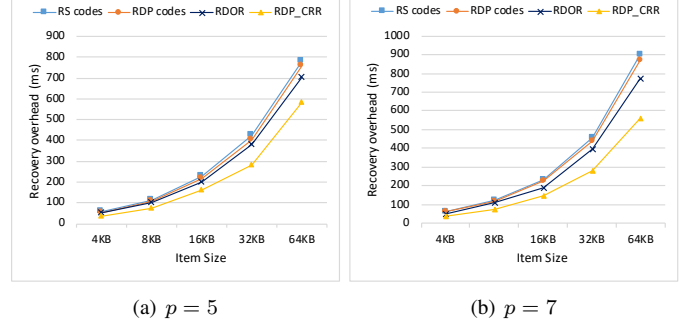 RS codes RDP codes RDOR RDP_CRR
900
800
700
600
500
400
300
200
100
0
Recovery overhead (ms)
4KB 8KB 16KB 32KB 64KB
Item Size
(a) p = 5
RS codes RDP codes RDOR RDP_CRR
1000
900
800
700
600
500
400
300
200
100
0
Recovery overhead (ms)
4KB 8KB 16KB 32KB 64KB
Item Size
(b) p = 7